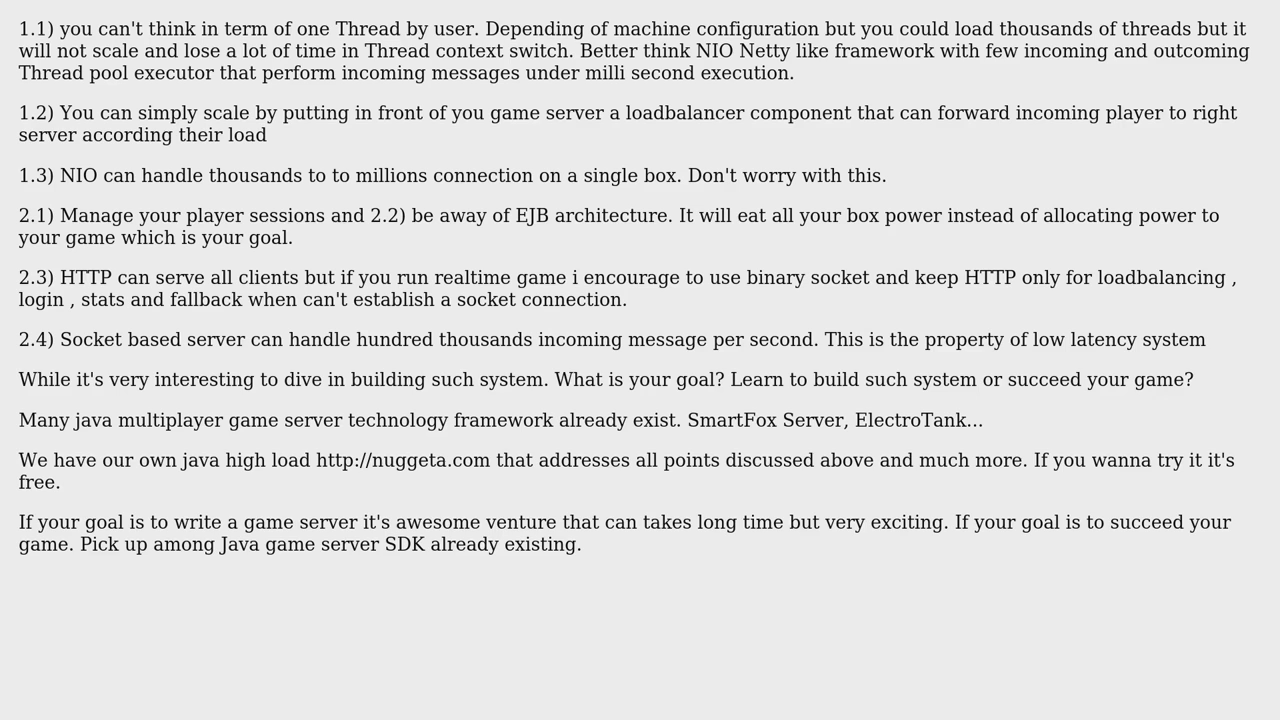 1.1) you can't think in term of one Thread by user. Depending of machine configuration but you could load thousands of threads but it
will not scale and lose a lot of time in Thread context switch. Better think NIO Netty like framework with few incoming and outcoming
Thread pool executor that perform incoming messages under milli second execution.
1.2) You can simply scale by putting in front of you game server a loadbalancer component that can forward incoming player to right
server according their load
1.3) NIO can handle thousands to to millions connection on a single box. Don't worry with this.
2.1) Manage your player sessions and 2.2) be away of EJB architecture. It will eat all your box power instead of allocating power to
your game which is your goal.
2.3) HTTP can serve all clients but if you run realtime game i encourage to use binary socket and keep HTTP only for loadbalancing ,
login , stats and fallback when can't establish a socket connection.
2.4) Socket based server can handle hundred thousands incoming message per second. This is the property of low latency system
While it's very interesting to dive in building such system. What is your goal? Learn to build such system or succeed your game?
Many java multiplayer game server technology framework already exist. SmartFox Server, ElectroTank...
We have our own java high load http://nuggeta.com that addresses all points discussed above and much more. If you wanna try it it's
free.
If your goal is to write a game server it's awesome venture that can takes long time but very exciting. If your goal is to succeed your
game. Pick up among Java game server SDK already existing.